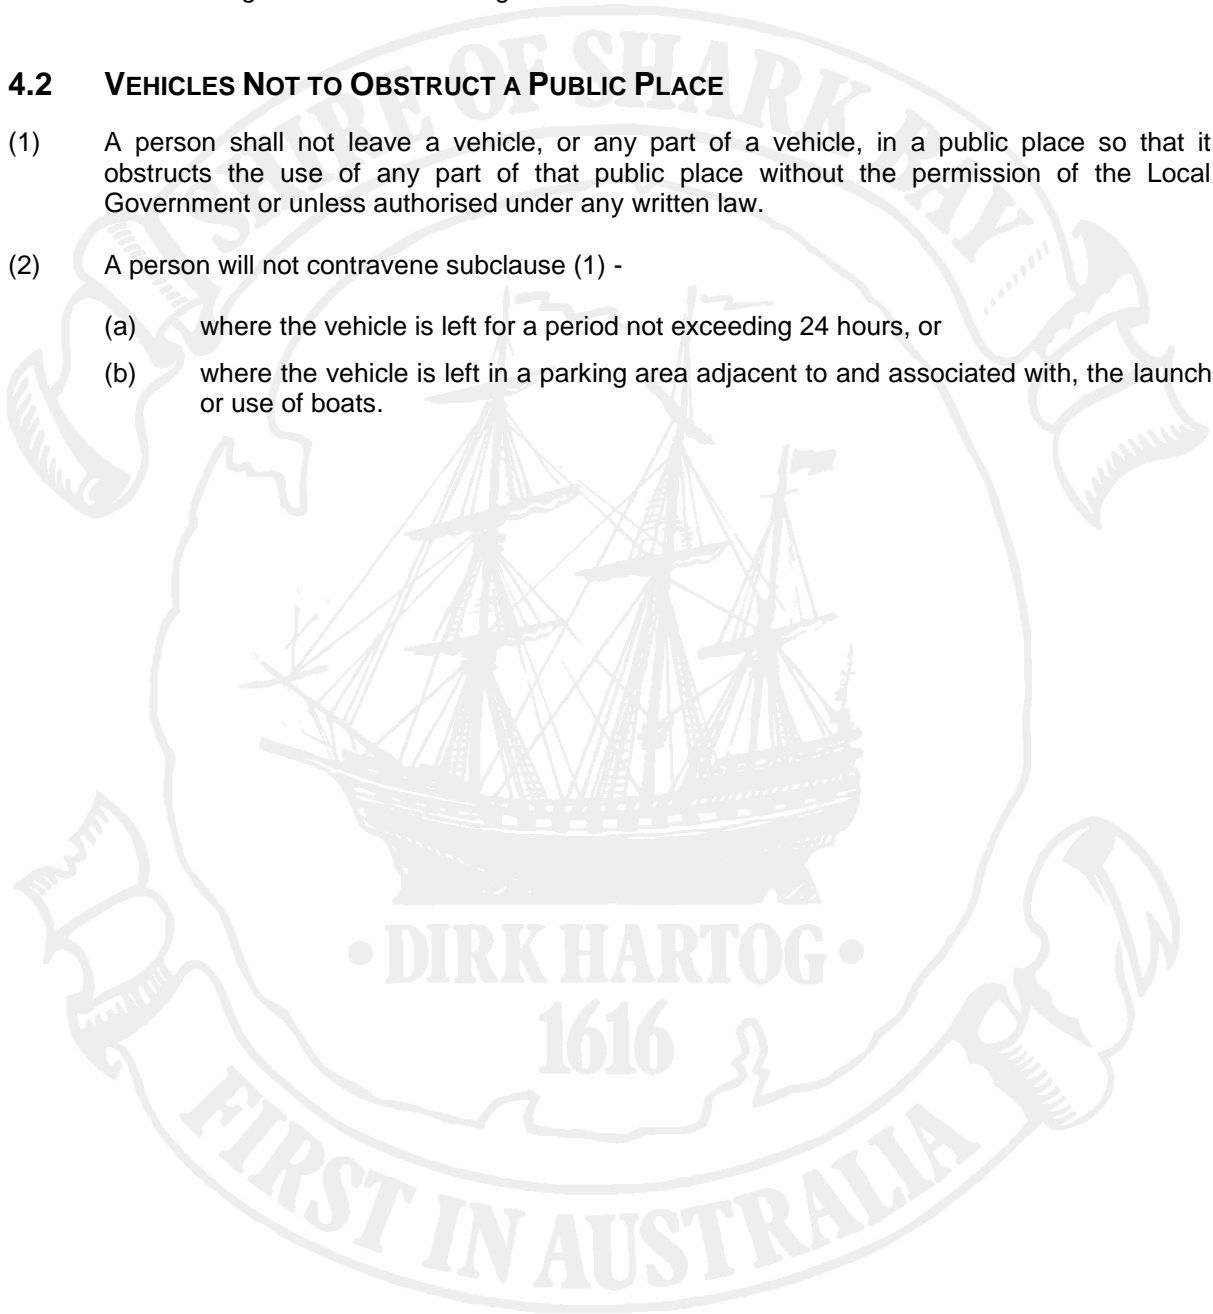 4.2 VEHICLES NOT TO OBSTRUCT A PUBLIC PLACE
(1) A person shall not leave a vehicle, or any part of a vehicle, in a public place so that it
obstructs the use of any part of that public place without the permission of the Local
Government or unless authorised under any written law.
(2) A person will not contravene subclause (1) -
(a) where the vehicle is left for a period not exceeding 24 hours, or
(b) where the vehicle is left in a parking area adjacent to and associated with, the launch
or use of boats.
SHIRE OF SHARK BAY
• DIRK HARTOG •
1616
FIRST IN AUSTRALIA